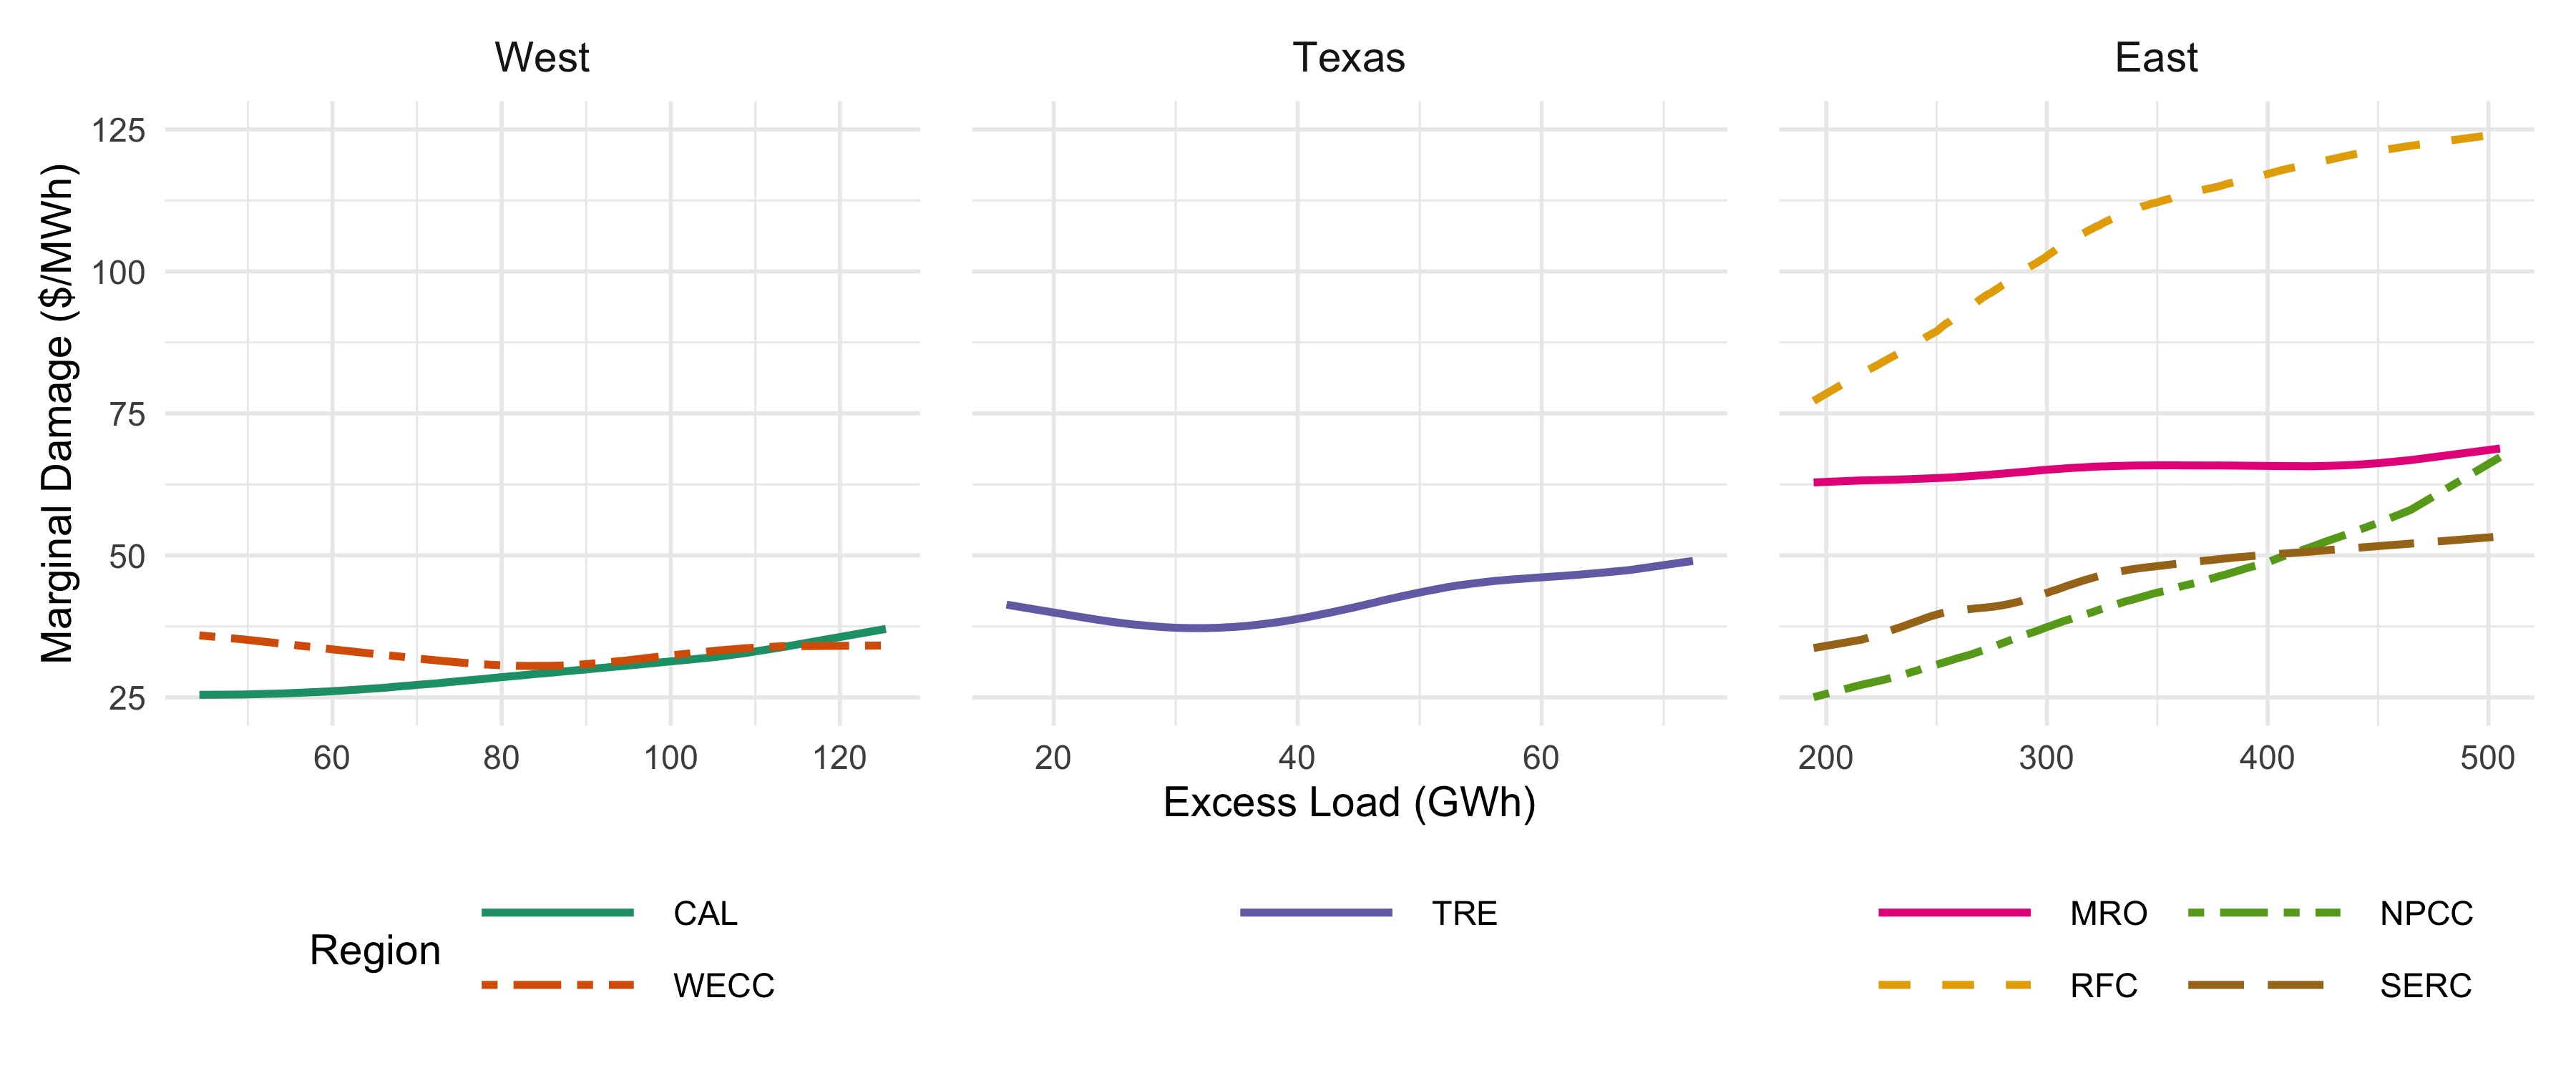 West Texas East
Marginal Damage ($/MWh)
125
100
75
50
25
60 80 100 120 20 40 60 200 300 400 500
Excess Load (GWh)
Region
CAL TRE MRO NPCC
WECC RFC SERC